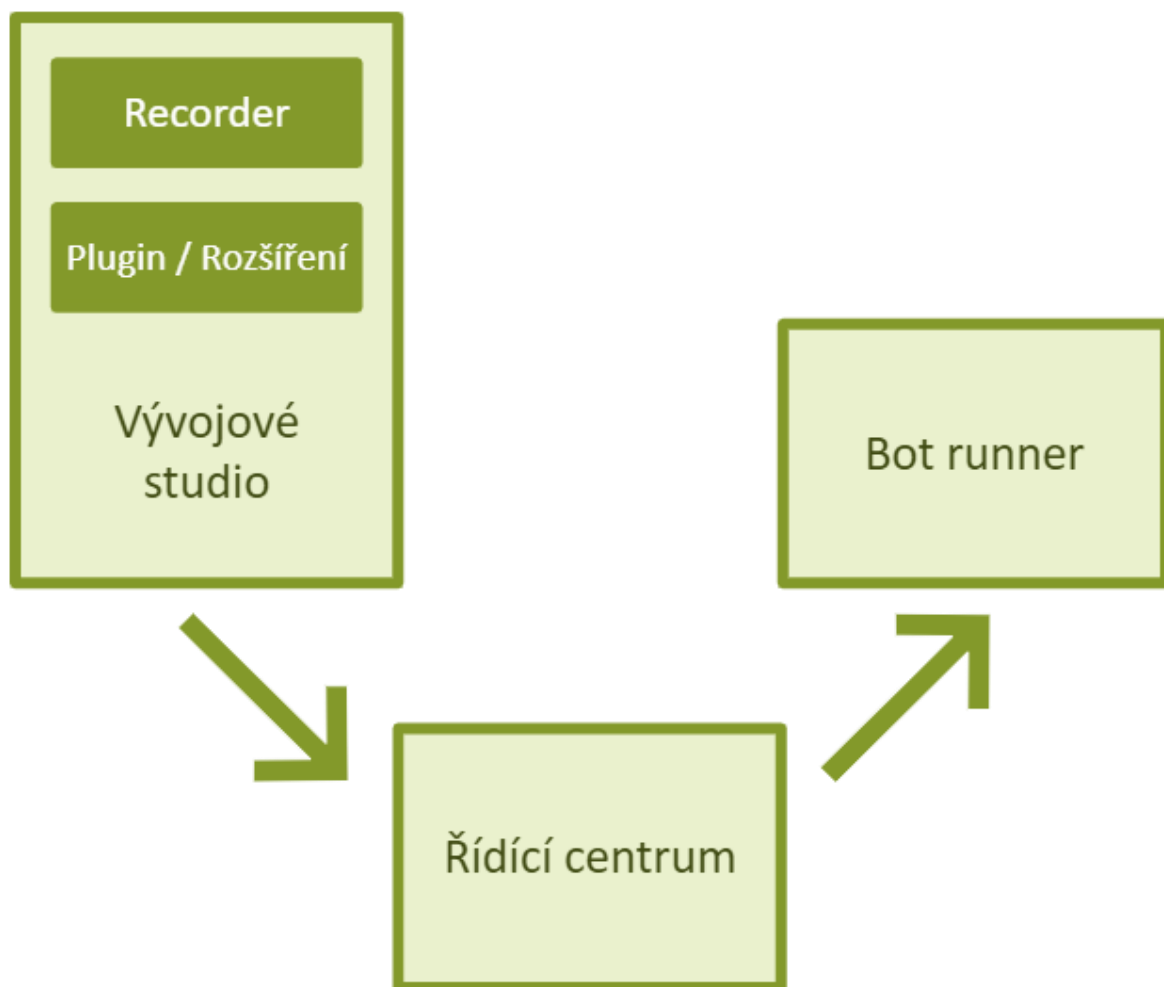 Recorder
Plugin / Rozšíření
Vývojové
studio
Bot runner
Řídící centrum